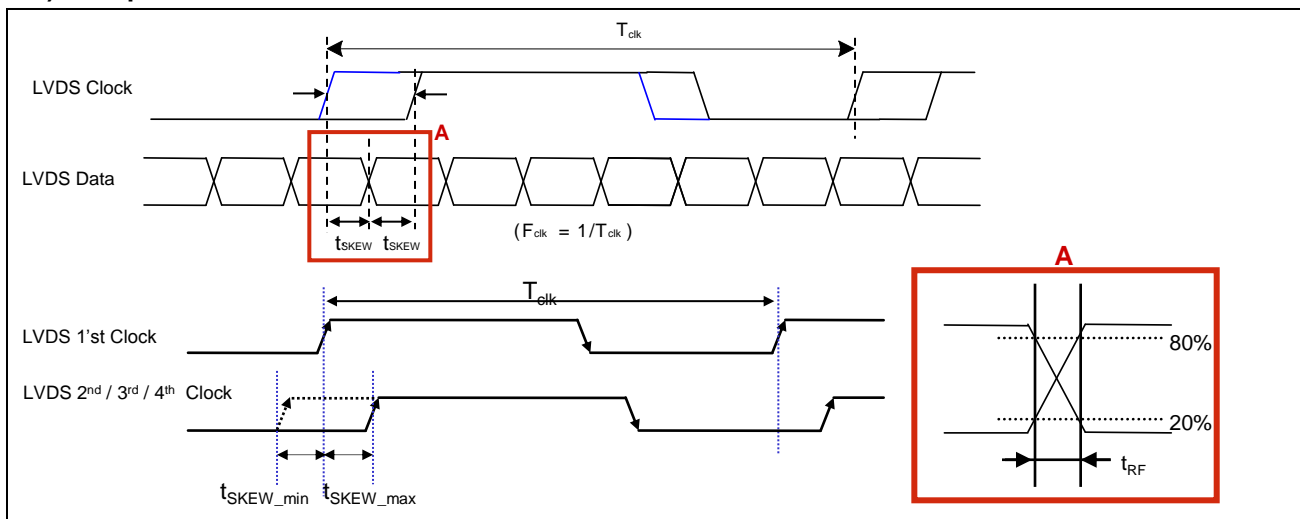 Tclk
LVDS Clock
A
LVDS Data
tSKEW tSKEW
(Fclk = 1/Tclk)
A
Tclk
LVDS 1'st Clock
80%
LVDS 2nd / 3rd / 4th Clock
20%
tRF
tSKEW_min tSKEW_max